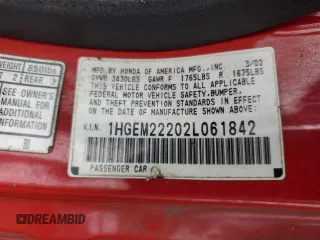 WEIGHT
850lbs
2 REAR 3
SEE OWNER'S
MANUAL FOR
ADDITIONAL
INFORMATION
MFD. BY HONDA OF AMERICA MFG., INC. 3/02
GVWR 3430LBS GAWR F 1765LBS R 1675LBS
THIS VEHICLE CONFORMS TO ALL APPLICABLE
FEDERAL MOTOR VEHICLE SAFETY, BUMPER,
AND THEFT PREVENTION STANDARDS IN EFFECT
ON THE DATE OF MANUFACTURE SHOWN ABOVE.
V.I.N. 1HGEM22202L061842
PASSENGER CAR
DREAMBID